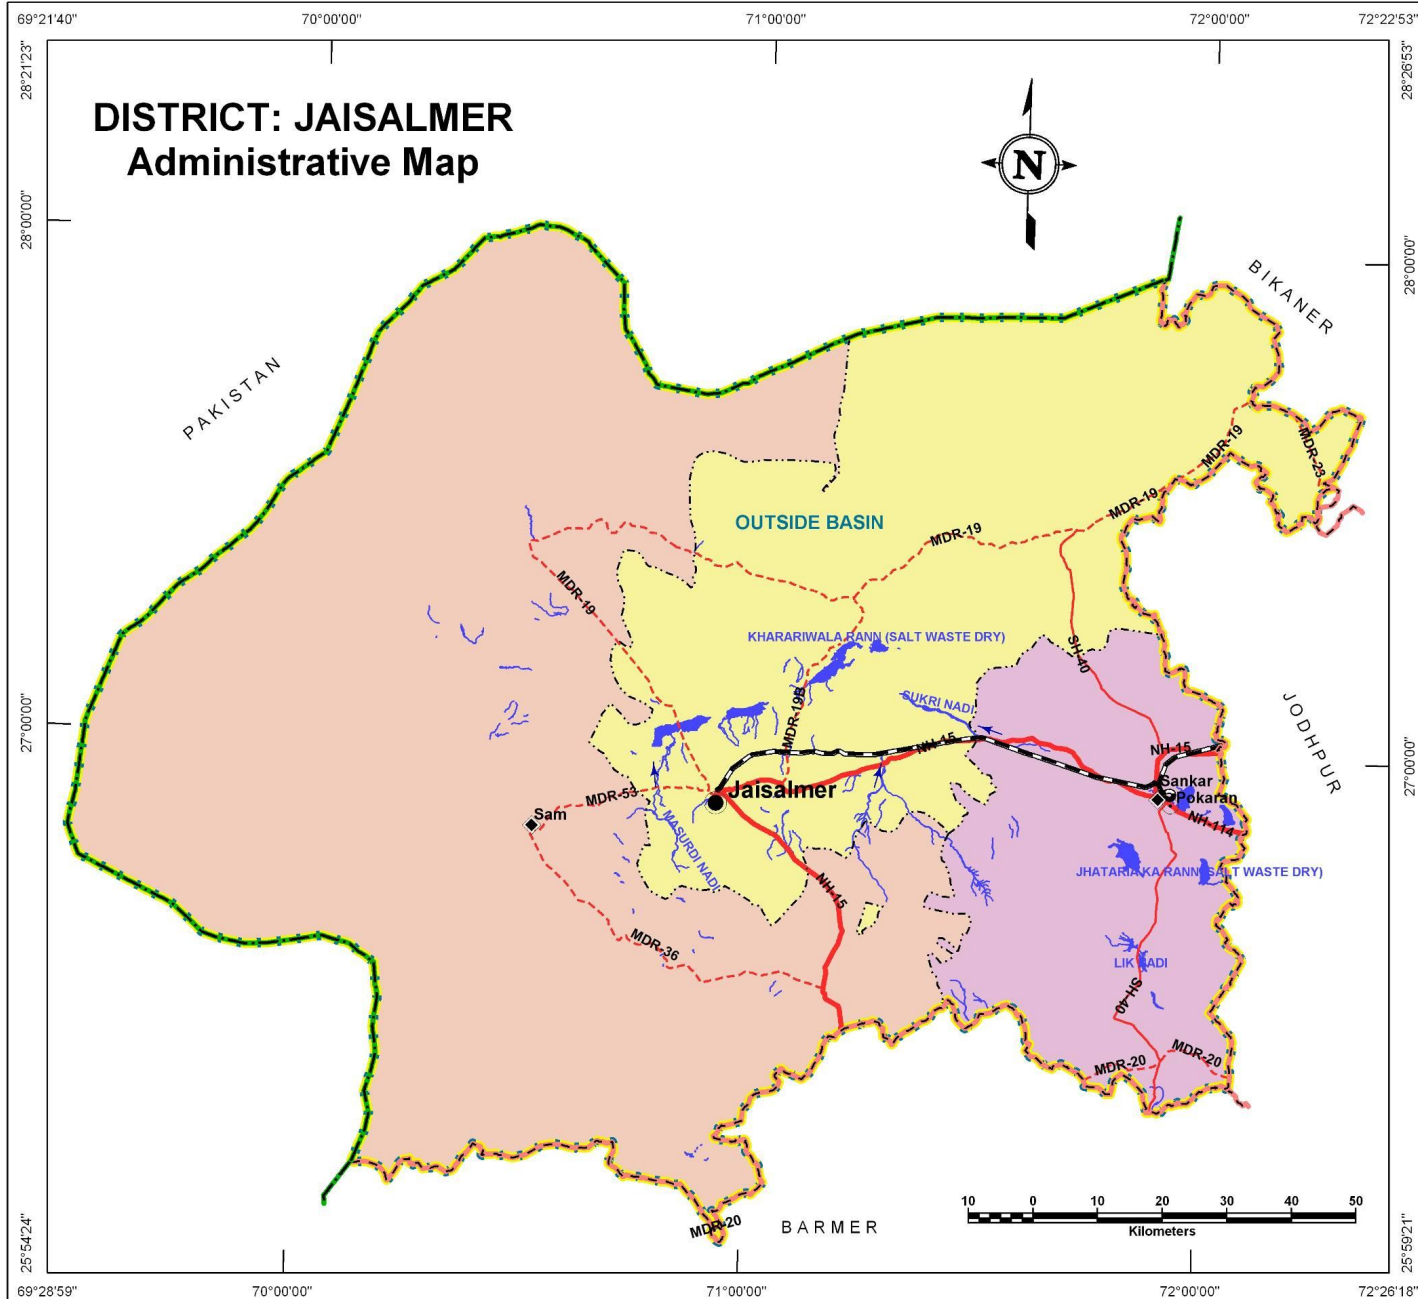 69°21'40" 70°00'00" 71°00'00" 72°00'00" 72°22'53"
28°21'23"
28°26'53"
DISTRICT: JAISALMER
Administrative Map
N
28°00'00"
28°00'00"
BIKANER
PAKISTAN
MDR-19
MDR-23
MDR-19
OUTSIDE BASIN
MDR-19
MDR-19
KHARARIWALA RANN (SALT WASTE DRY)
SH-40
SUKRI NADI
JODHPUR
MDR-19B
27°00'00"
NH-15
NH-15
27°00'00"
Sankar
Jaisalmer
Pokaran
MDR-53
Sam
NH-114
MASURDI NADI
JHATARIA KA RANN (SALT WASTE DRY)
NH-15
MDR-36
LIK NADI
SH-40
MDR-20
MDR-20
MDR-20
BARMER
10 0 10 20 30 40 50
Kilometers
25°54'24"
25°59'21"
69°28'59" 70°00'00" 71°00'00" 72°00'00" 72°26'18"